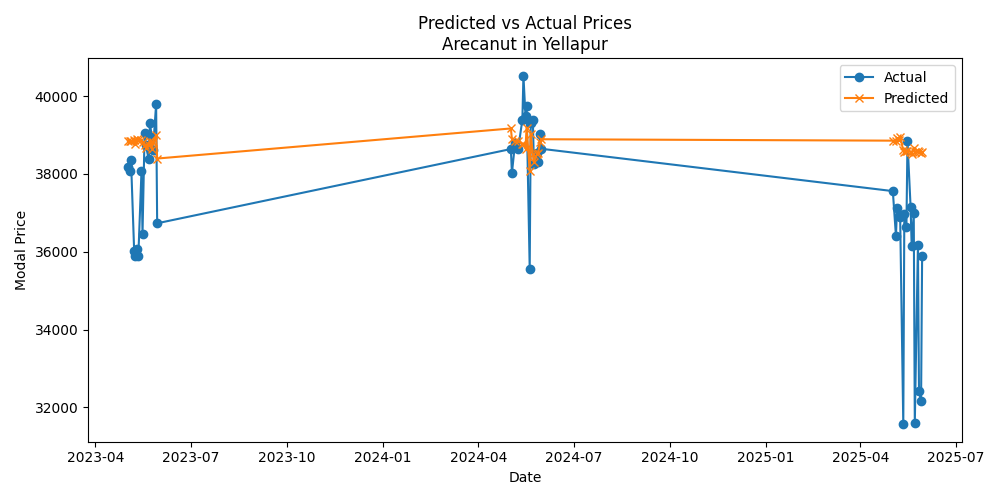 Predicted vs Actual Prices
Arecanut in Yellapur
Actual
Predicted
Modal Price
40000
38000
36000
34000
32000
2023-04
2023-07
2023-10
2024-01
2024-04
2024-07
2024-10
2025-01
2025-04
2025-07
Date